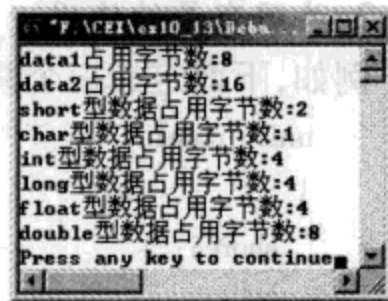 "F:\CEI\ex10_13\Debu...
data1占用字节数:8
data2占用字节数:16
short型数据占用字节数:2
char型数据占用字节数:1
int型数据占用字节数:4
long型数据占用字节数:4
float型数据占用字节数:4
double型数据占用字节数:8
Press any key to continue